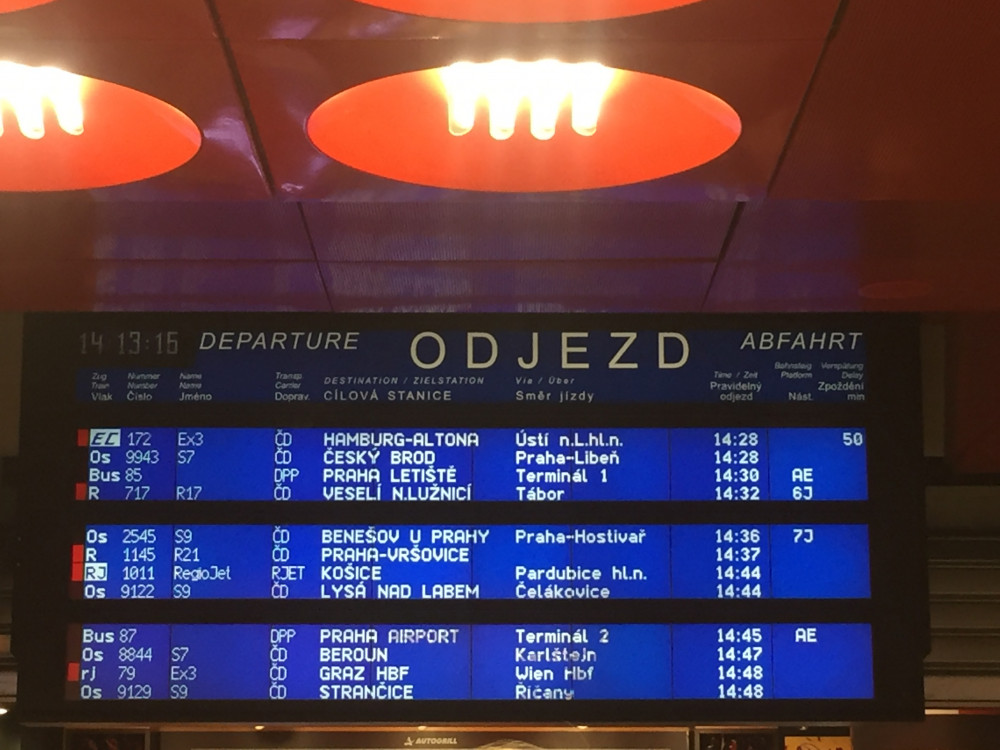 14 13:16 DEPARTURE ODJEZD ABFAHRT
Zug Nummer Name Transp. DESTINATION / ZIELSTATION Via / Über Time / Zeit Bahnsteig Verspätung
Train Number Name Carrier CÍLOVÁ STANICE Směr jízdy Pravidelný Platform Delay
Vlak Číslo Jméno Doprav. odjezd Nást. Zpoždění min
EC 172 Ex3 ČD HAMBURG-ALTONA Ústí n.L.hl.n. 14:28 50
Os 9943 S7 ČD ČESKÝ BROD Praha-Libeň 14:28
Bus 85 DPP PRAHA LETIŠTĚ Terminál 1 14:30 AE
R 717 R17 ČD VESELÍ N.LUŽNICÍ Tábor 14:32 6J
Os 2545 S9 ČD BENEŠOV U PRAHY Praha-Hostivař 14:36 7J
R 1145 R21 ČD PRAHA-VRŠOVICE 14:37
RJ 1011 RegioJet RJET KOŠICE Pardubice hl.n. 14:44
Os 9122 S9 ČD LYSÁ NAD LABEM Čelákovice 14:44
Bus 87 DPP PRAHA AIRPORT Terminál 2 14:45 AE
Os 8844 S7 ČD BEROUN Karlštejn 14:47
rj 79 Ex3 ČD GRAZ HBF Wien Hbf 14:48
Os 9129 S9 ČD STRANČICE Říčany 14:48
AUTOGRILL